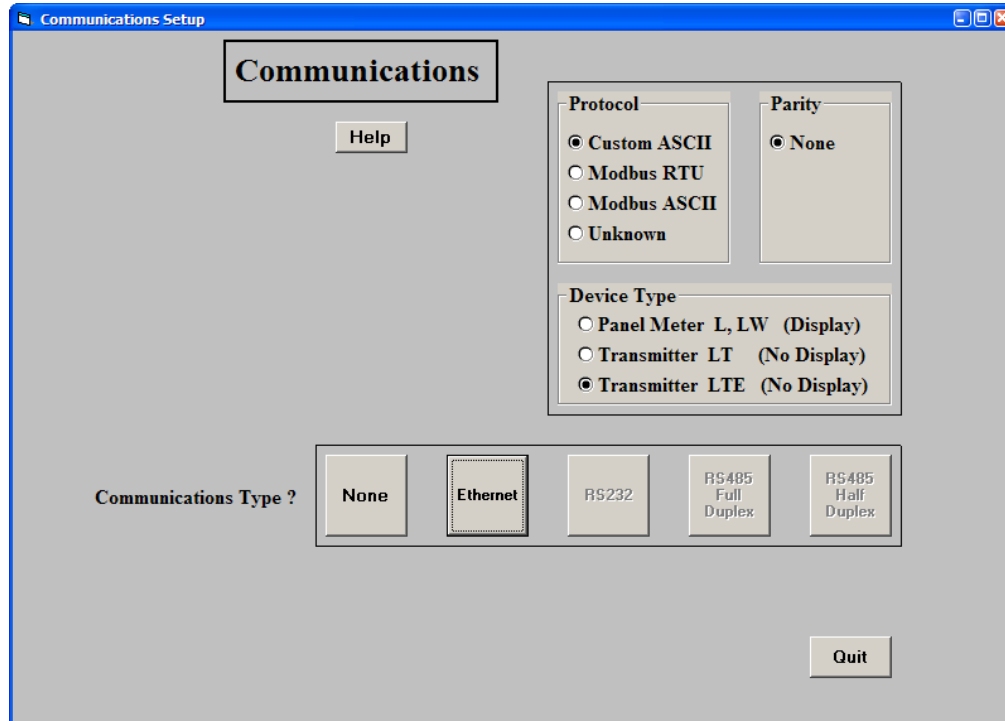 Communications Setup
Communications
Help
Protocol
Custom ASCII
Modbus RTU
Modbus ASCII
Unknown
Parity
None
Device Type
Panel Meter L, LW (Display)
Transmitter LT (No Display)
Transmitter LTE (No Display)
Communications Type ?
None
Ethernet
RS232
RS485
Full
Duplex
RS485
Half
Duplex
Quit